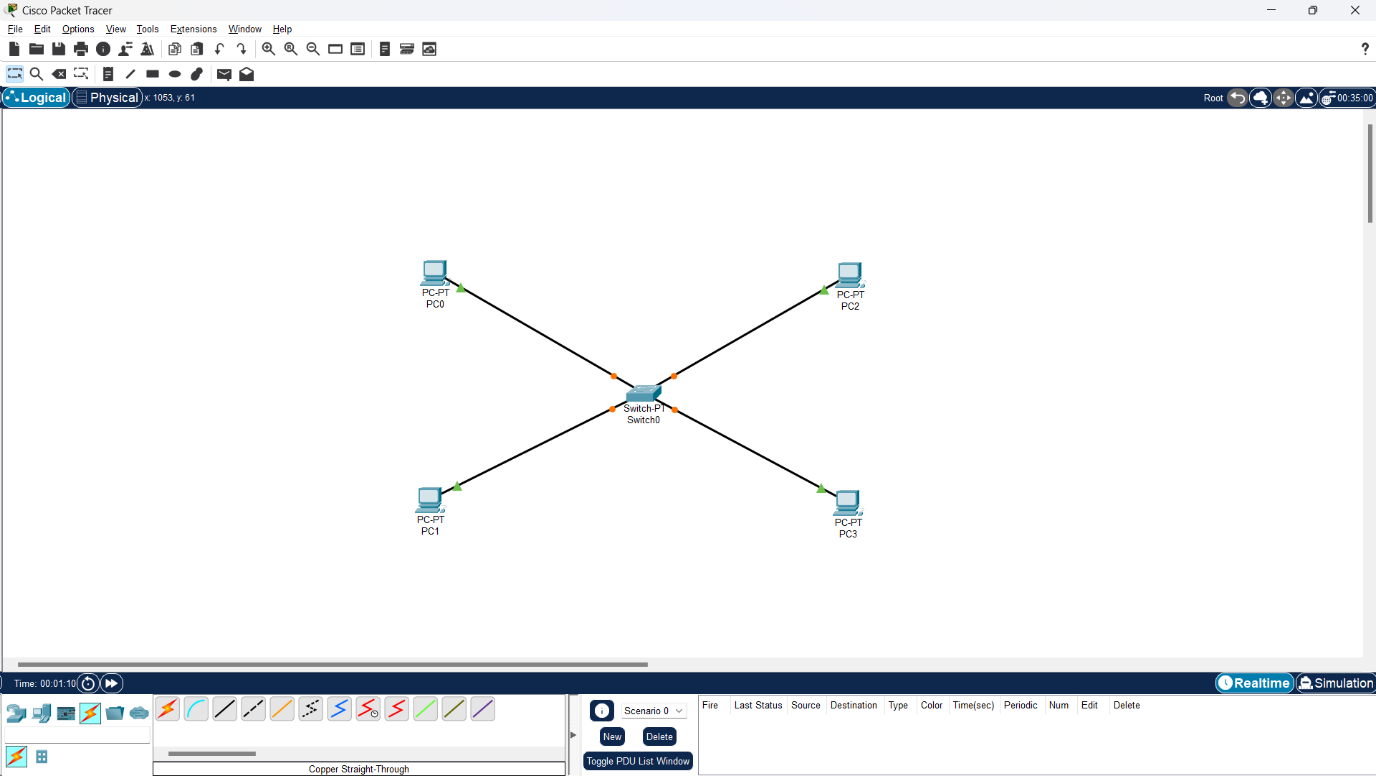 Cisco Packet Tracer
File Edit Options View Tools Extensions Window Help
?
Logical Physical x: 1053, y: 61 Root 00:35:00
PC-PT
PC0
PC-PT
PC2
Switch-PT
Switch0
PC-PT
PC1
PC-PT
PC3
Time: 00:01:10 Realtime Simulation
Scenario 0
New Delete
Toggle PDU List Window
Fire Last Status Source Destination Type Color Time(sec) Periodic Num Edit Delete
Copper Straight-Through